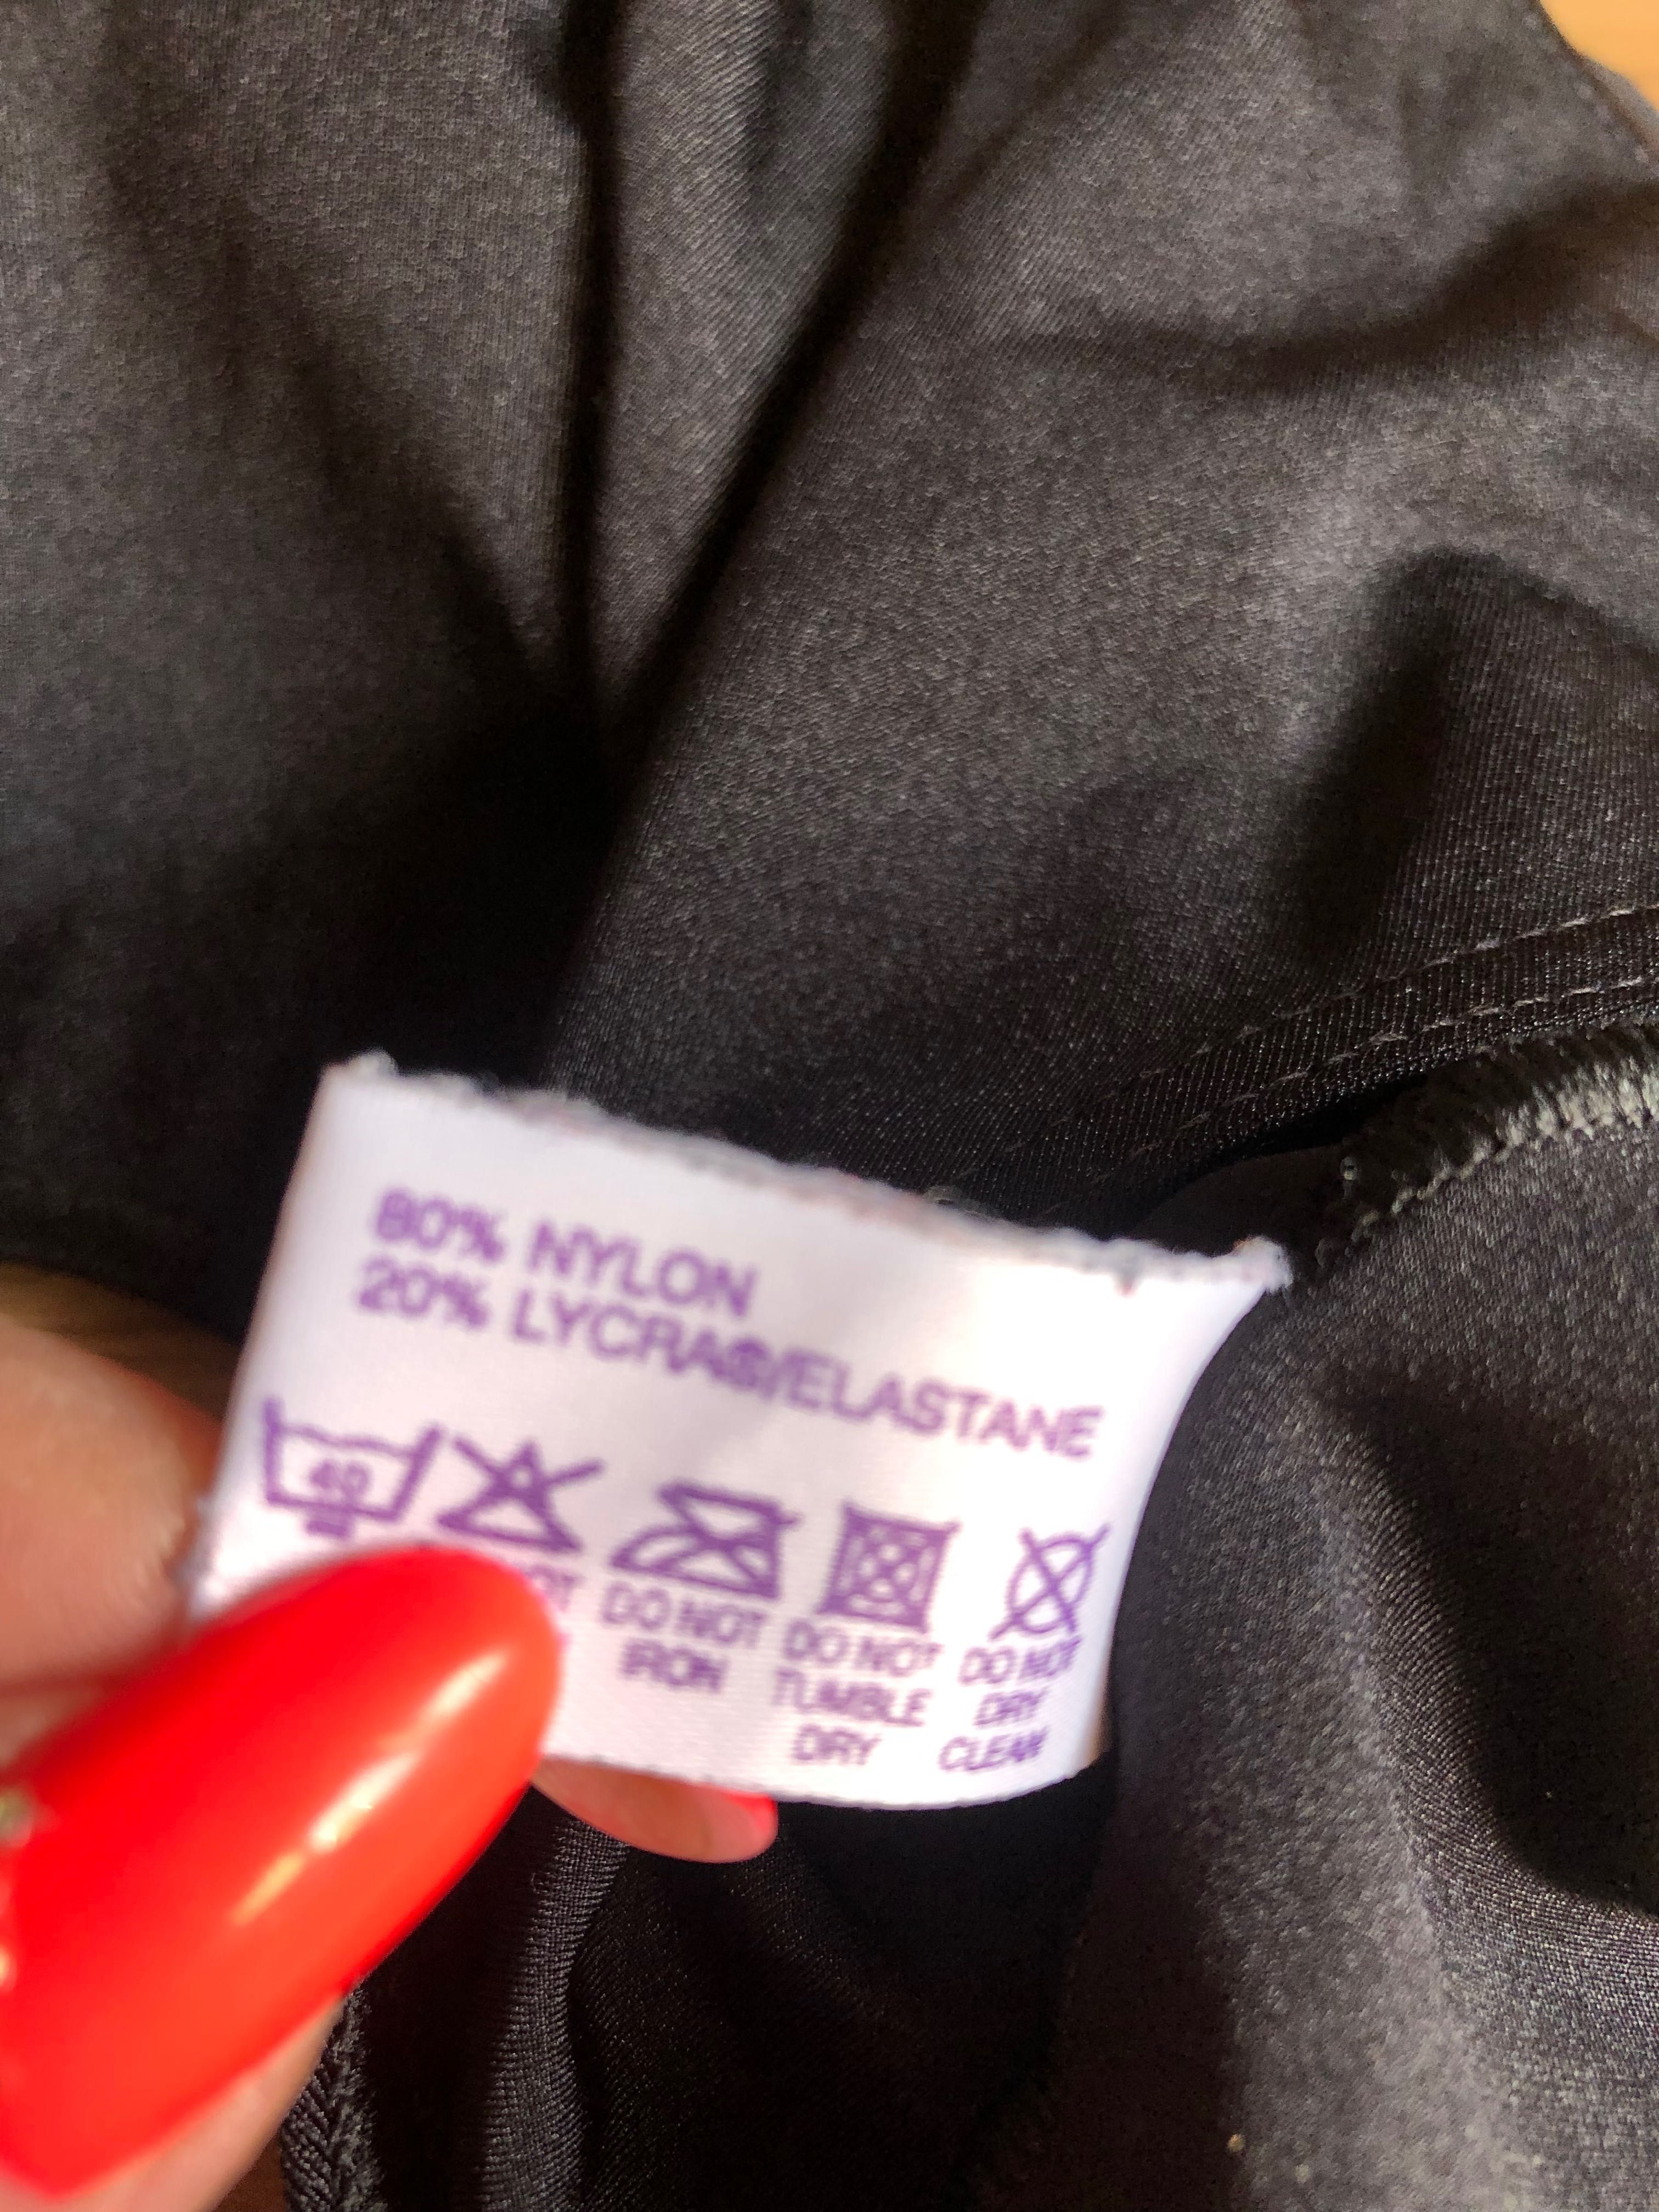 80% NYLON
20% LYCRA®/ELASTANE
40
DO NOT IRON
DO NOT TUMBLE DRY
DO NOT DRY CLEAN